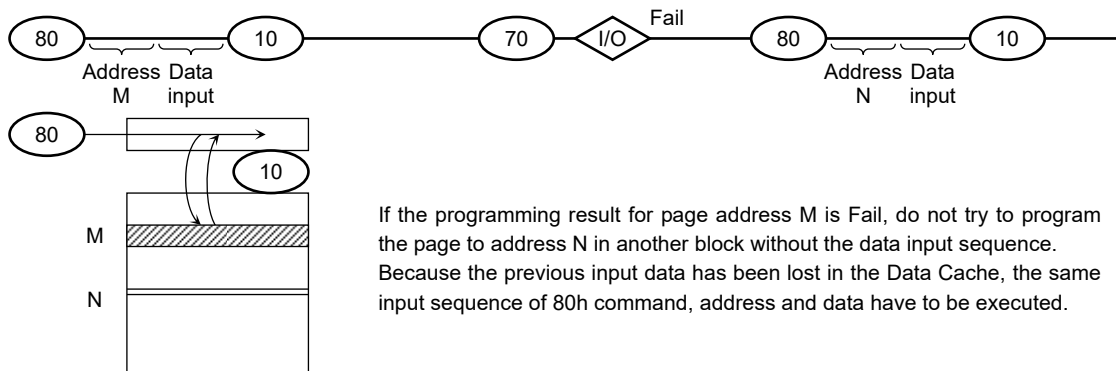 80 10 70 I/O Fail 80 10
Address M Data input Address N Data input
80
10
M
N
If the programming result for page address M is Fail, do not try to program
the page to address N in another block without the data input sequence.
Because the previous input data has been lost in the Data Cache, the same
input sequence of 80h command, address and data have to be executed.